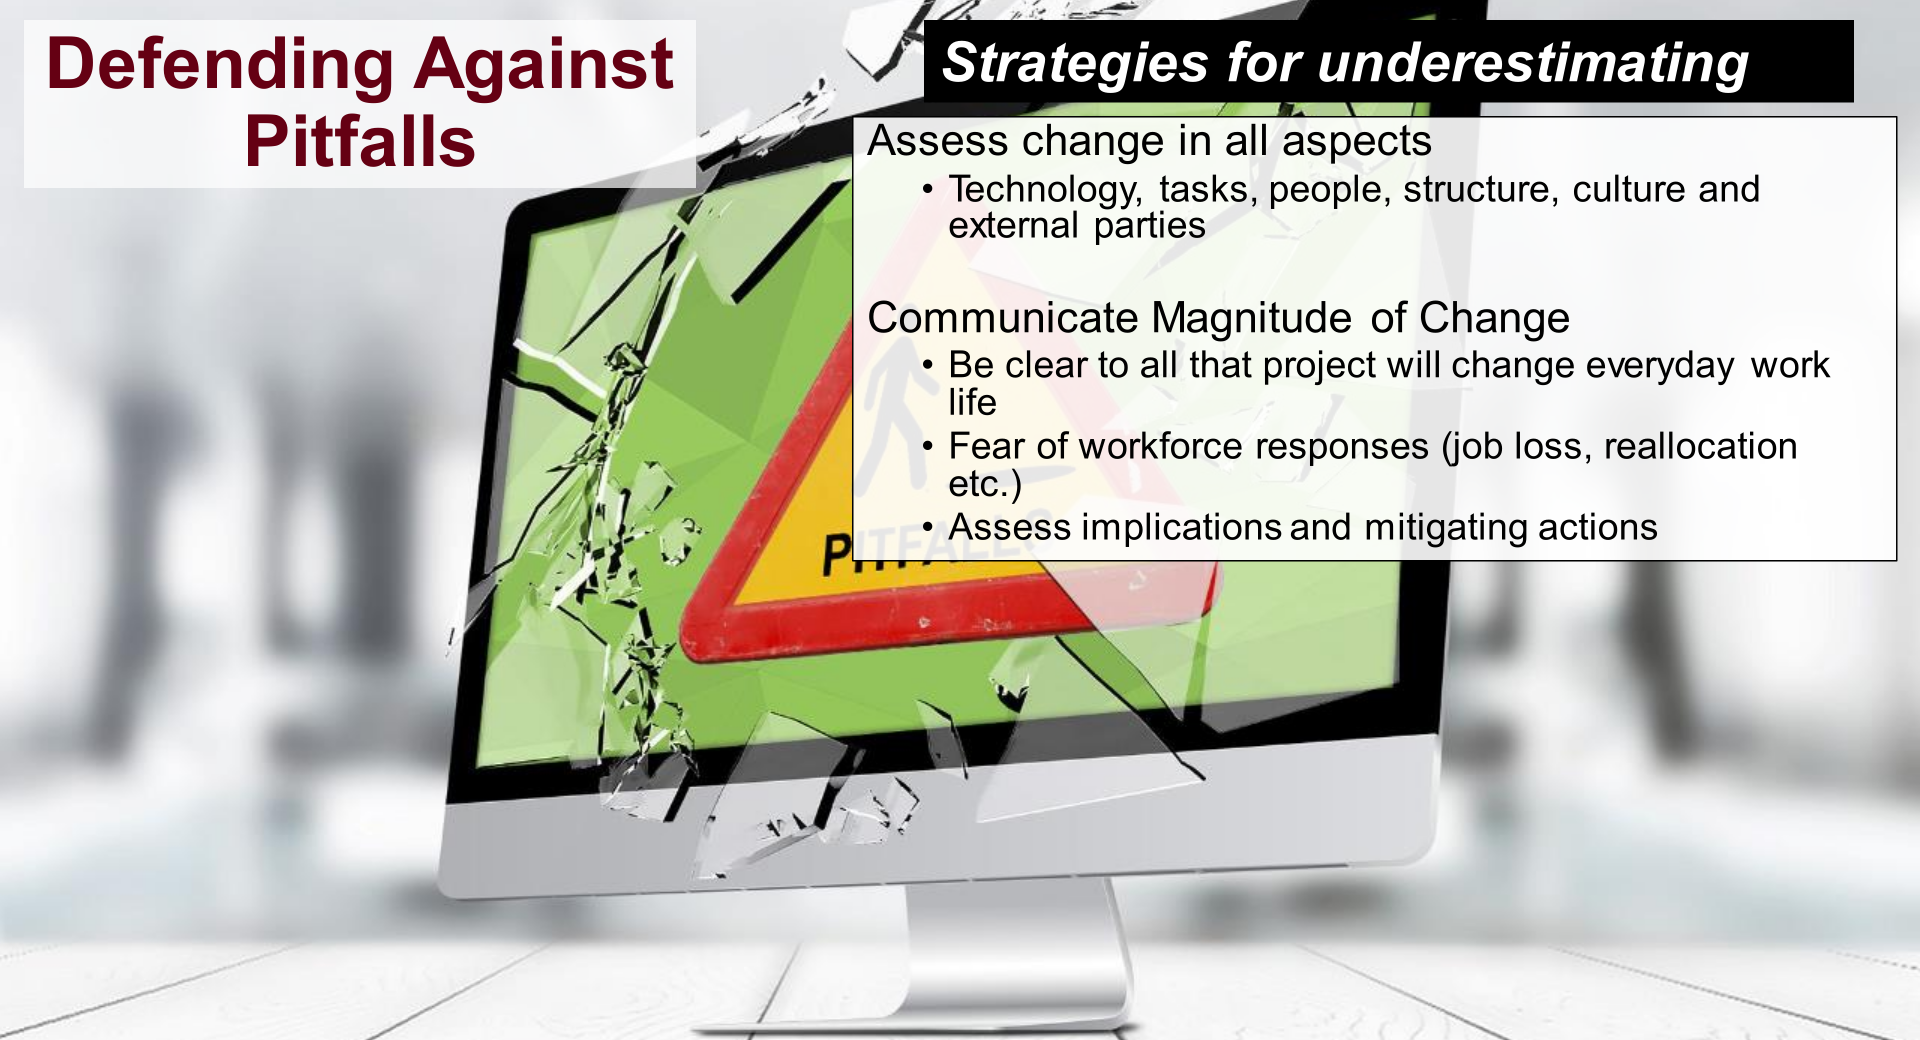 Defending Against
Pitfalls
Strategies for underestimating
Assess change in all aspects
• Technology, tasks, people, structure, culture and
external parties
Communicate Magnitude of Change
• Be clear to all that project will change everyday work
life
• Fear of workforce responses (job loss, reallocation
etc.)
• Assess implications and mitigating actions
PITFALLS